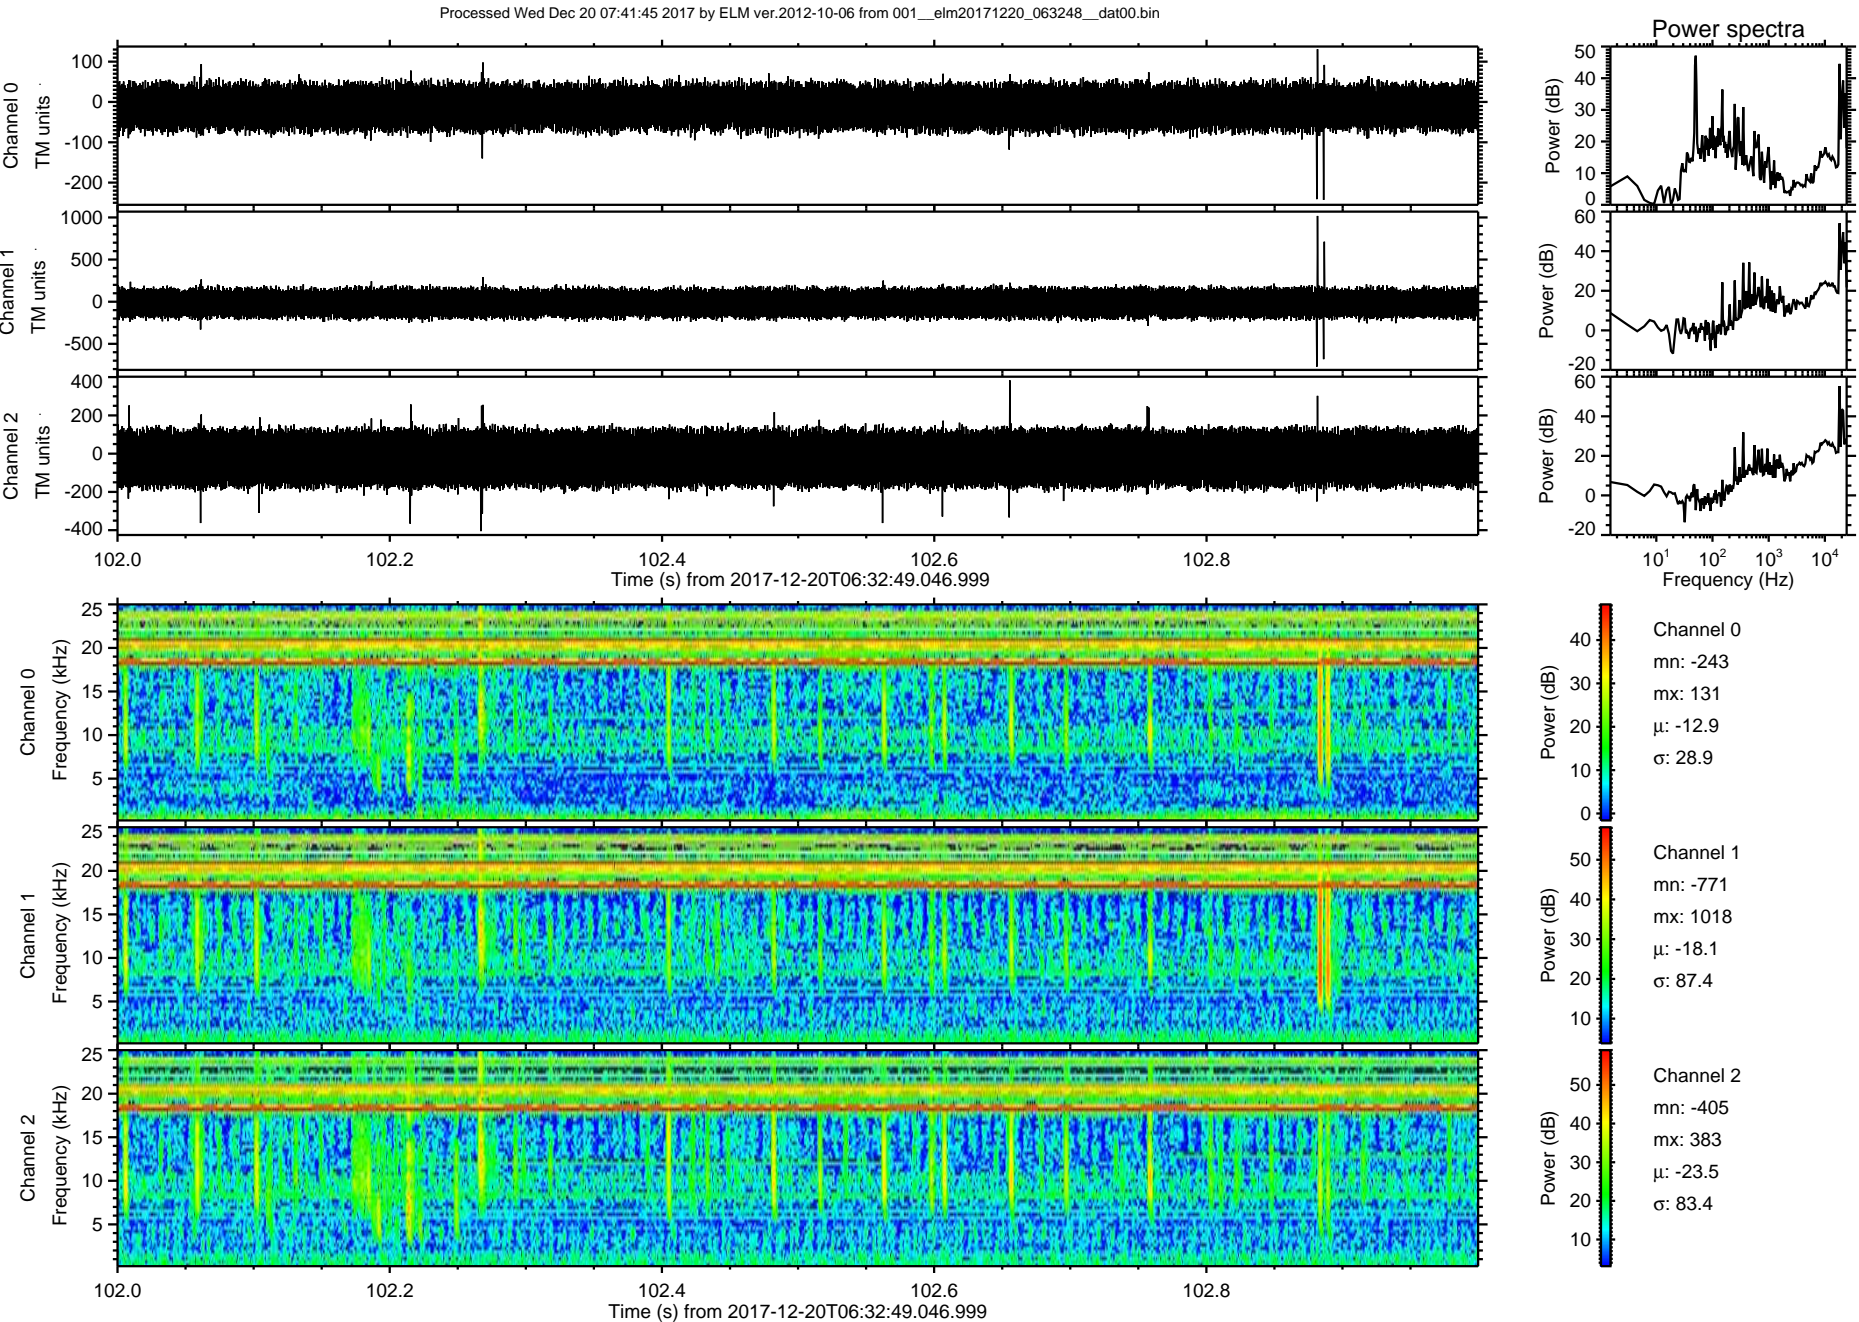 Processed Wed Dec 20 07:41:45 2017 by ELM ver.2012-10-06 from 001__elm20171220_063248__dat00.bin
Power spectra
Channel 0
TM units
100
0
-100
-200
Power (dB)
50
40
30
20
10
0
Channel 1
TM units
1000
500
0
-500
Power (dB)
60
40
20
0
-20
Channel 2
TM units
400
200
0
-200
-400
Power (dB)
60
40
20
0
-20
102.0 102.2 102.4 102.6 102.8
Time (s) from 2017-12-20T06:32:49.046.999
10^1 10^2 10^3 10^4
Frequency (Hz)
Channel 0
Frequency (kHz)
25
20
15
10
5
Power (dB)
40
30
20
10
0
Channel 0
mn: -243
mx: 131
μ: -12.9
σ: 28.9
Channel 1
Frequency (kHz)
25
20
15
10
5
Power (dB)
50
40
30
20
10
Channel 1
mn: -771
mx: 1018
μ: -18.1
σ: 87.4
Channel 2
Frequency (kHz)
25
20
15
10
5
Power (dB)
50
40
30
20
10
Channel 2
mn: -405
mx: 383
μ: -23.5
σ: 83.4
102.0 102.2 102.4 102.6 102.8
Time (s) from 2017-12-20T06:32:49.046.999